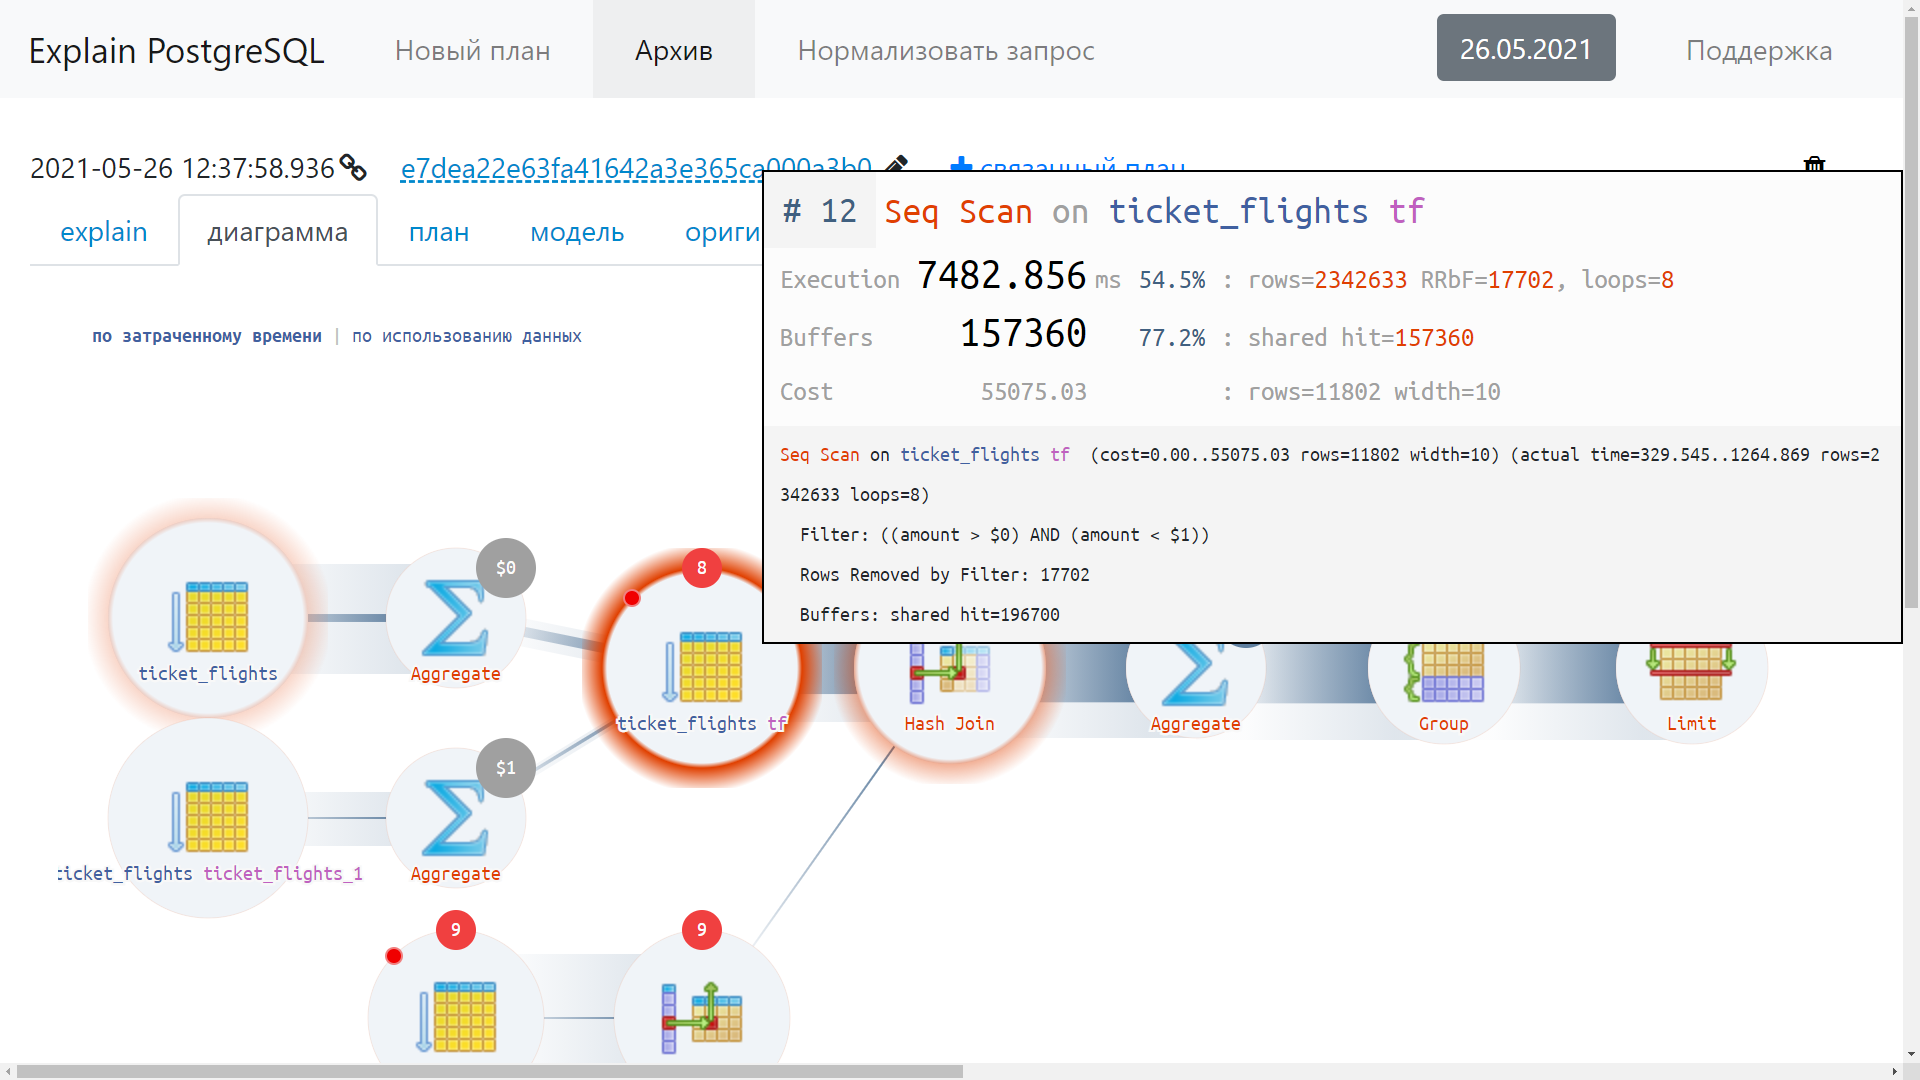 Explain PostgreSQL Новый план Архив Нормализовать запрос 26.05.2021 Поддержка
2021-05-26 12:37:58.936 e7dea22e63fa41642a3e365ca000a3b0 связанный план
explain диаграмма план модель ориги
по затраченному времени | по использованию данных
# 12 Seq Scan on ticket_flights tf
Execution 7482.856 ms 54.5% : rows=2342633 RRbF=17702, loops=8
Buffers 157360 77.2% : shared hit=157360
Cost 55075.03 : rows=11802 width=10
Seq Scan on ticket_flights tf (cost=0.00..55075.03 rows=11802 width=10) (actual time=329.545..1264.869 rows=2
342633 loops=8)
Filter: ((amount > $0) AND (amount < $1))
Rows Removed by Filter: 17702
Buffers: shared hit=196700
$0 8
ticket_flights Aggregate
ticket_flights tf Hash Join Aggregate Group Limit
$1
ticket_flights ticket_flights_1 Aggregate
9 9